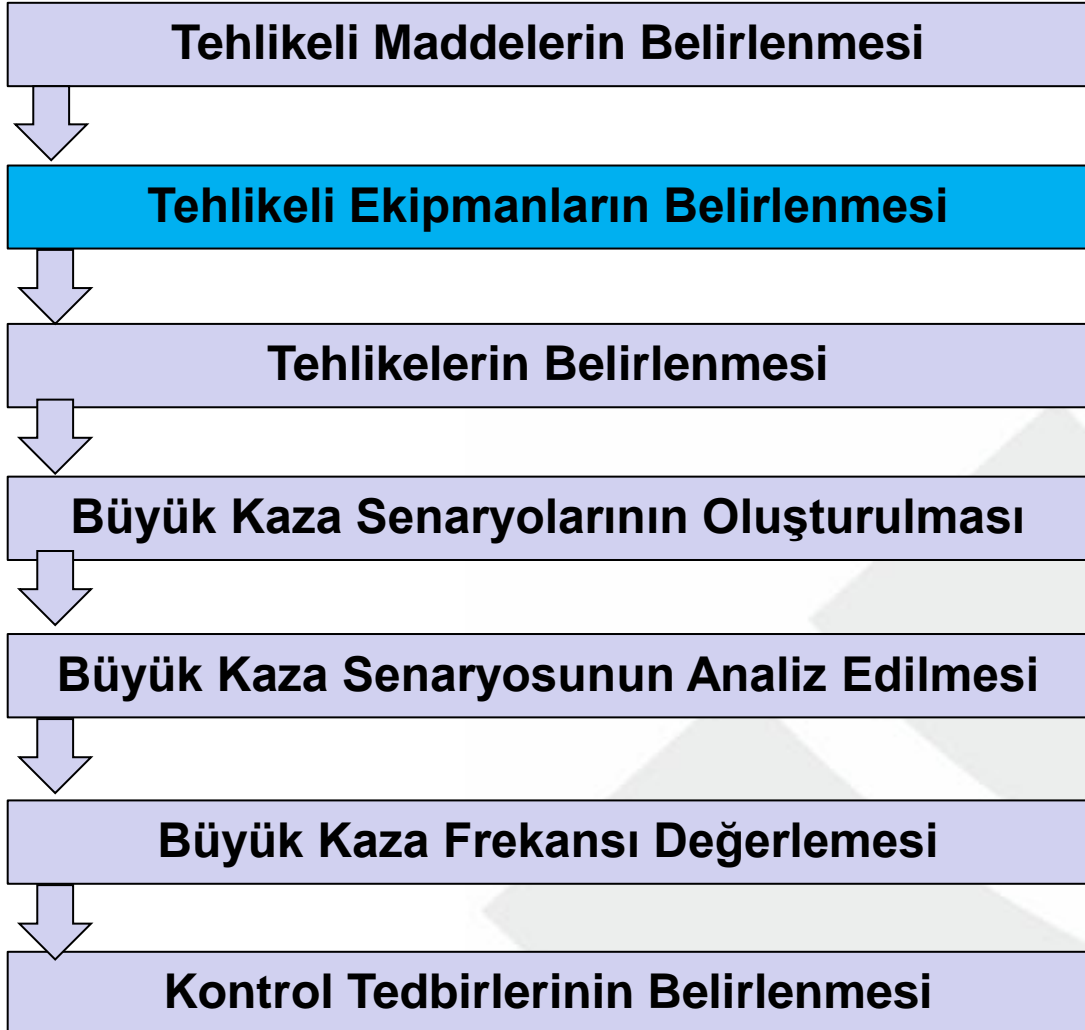 Tehlikeli Maddelerin Belirlenmesi
Tehlikeli Ekipmanların Belirlenmesi
Tehlikelerin Belirlenmesi
Büyük Kaza Senaryolarının Oluşturulması
Büyük Kaza Senaryosunun Analiz Edilmesi
Büyük Kaza Frekansı Değerlemesi
Kontrol Tedbirlerinin Belirlenmesi